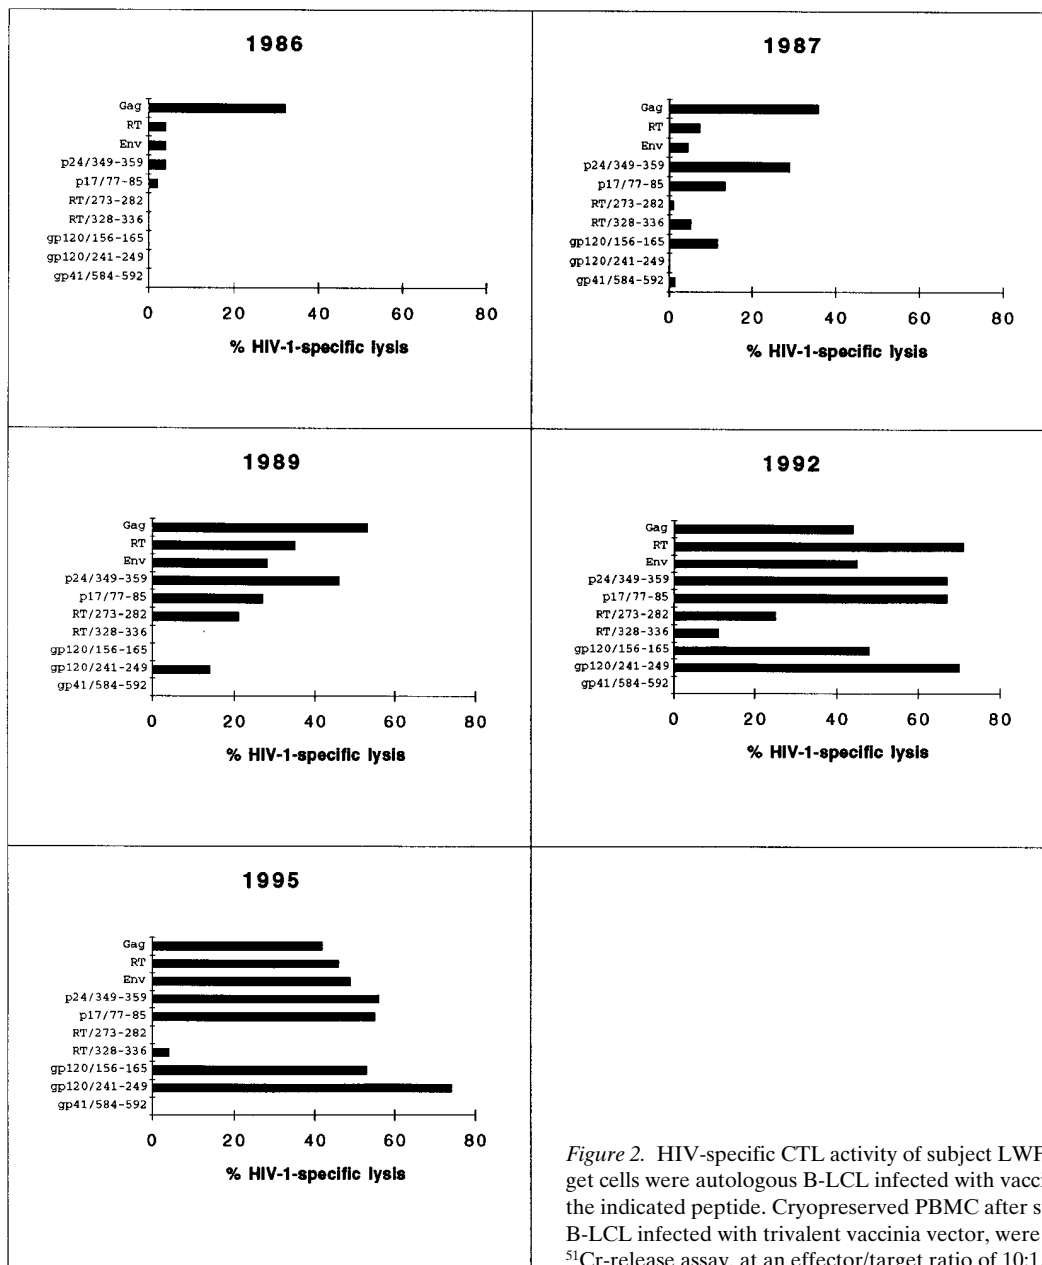 1986
Gag
RT
Env
p24/349-359
p17/77-85
RT/273-282
RT/328-336
gp120/156-165
gp120/241-249
gp41/584-592
0 20 40 60 80
% HIV-1-specific lysis
1987
Gag
RT
Env
p24/349-359
p17/77-85
RT/273-282
RT/328-336
gp120/156-165
gp120/241-249
gp41/584-592
0 20 40 60 80
% HIV-1-specific lysis
1989
Gag
RT
Env
p24/349-359
p17/77-85
RT/273-282
RT/328-336
gp120/156-165
gp120/241-249
gp41/584-592
0 20 40 60 80
% HIV-1-specific lysis
1992
Gag
RT
Env
p24/349-359
p17/77-85
RT/273-282
RT/328-336
gp120/156-165
gp120/241-249
gp41/584-592
0 20 40 60 80
% HIV-1-specific lysis
1995
Gag
RT
Env
p24/349-359
p17/77-85
RT/273-282
RT/328-336
gp120/156-165
gp120/241-249
gp41/584-592
0 20 40 60 80
% HIV-1-specific lysis
Figure 2. HIV-specific CTL activity of subject LWF
get cells were autologous B-LCL infected with vacci
the indicated peptide. Cryopreserved PBMC after s
B-LCL infected with trivalent vaccinia vector, were
⁵¹Cr-release assay, at an effector/target ratio of 10:1